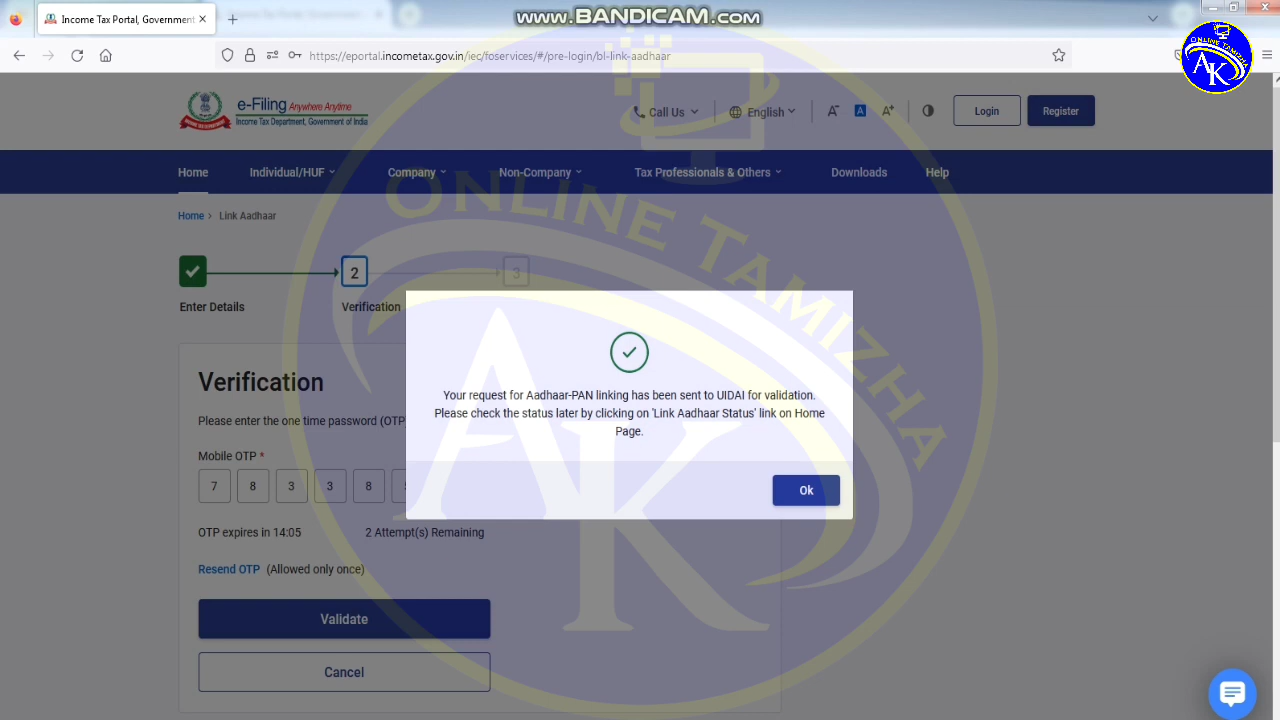 Income Tax Portal, Government
WWW.BANDICAM.COM
https://eportal.incometax.gov.in/iec/foservices/#/pre-login/bl-link-aadhaar
ONLINE TAMIZHA
AK
e-Filing Anywhere Anytime
Income Tax Department, Government of India
Call Us
English
A-
A
A+
Login
Register
Home
Individual/HUF
Company
Non-Company
Tax Professionals & Others
Downloads
Help
Home > Link Aadhaar
2
3
Enter Details
Verification
Verification
Please enter the one time password (OTP
Mobile OTP *
7 8 3 3 8
OTP expires in 14:05
2 Attempt(s) Remaining
Resend OTP (Allowed only once)
Validate
Cancel
Your request for Aadhaar-PAN linking has been sent to UIDAI for validation.
Please check the status later by clicking on 'Link Aadhaar Status' link on Home
Page.
Ok
ONLINE TAMIZHA
AK